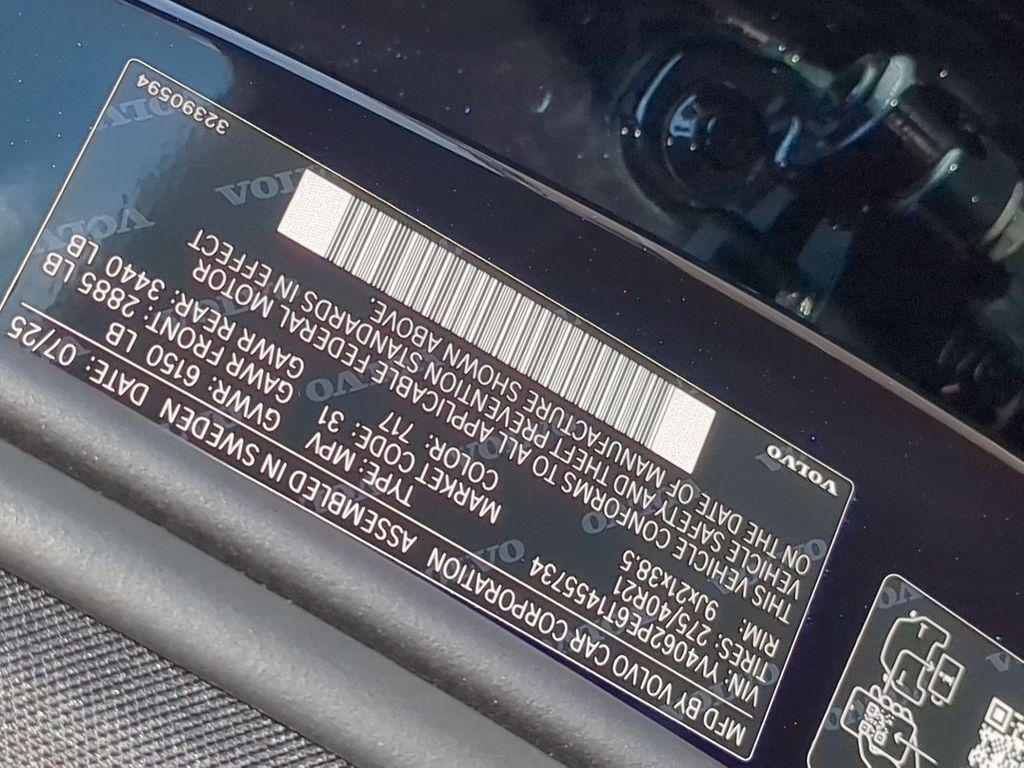 MFD BY VOLVO CAR CORPORATION ASSEMBLED IN SWEDEN DATE: 07/25
VIN: YV4062PE6T1455734
TYPE: MPV
GVWR: 6150 LB
TIRES: 275/40R21
MARKET CODE: 31
GAWR FRONT: 2885 LB
RIM: 9Jx21x38.5
COLOR: 717
GAWR REAR: 3440 LB
THIS VEHICLE CONFORMS TO ALL APPLICABLE FEDERAL MOTOR
VEHICLE SAFETY AND THEFT PREVENTION STANDARDS IN EFFECT
ON THE DATE OF MANUFACTURE SHOWN ABOVE.
VOLVO
32390594